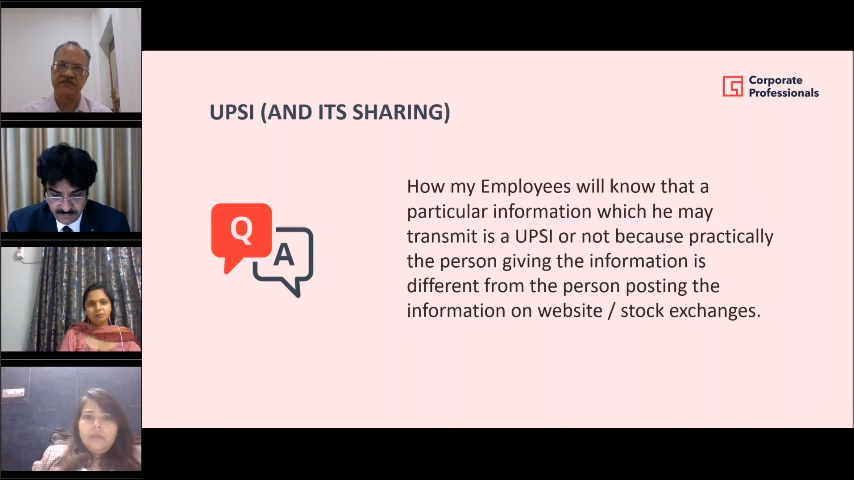 Corporate
Professionals
UPSI (AND ITS SHARING)
Q
A
How my Employees will know that a
particular information which he may
transmit is a UPSI or not because practically
the person giving the information is
different from the person posting the
information on website / stock exchanges.